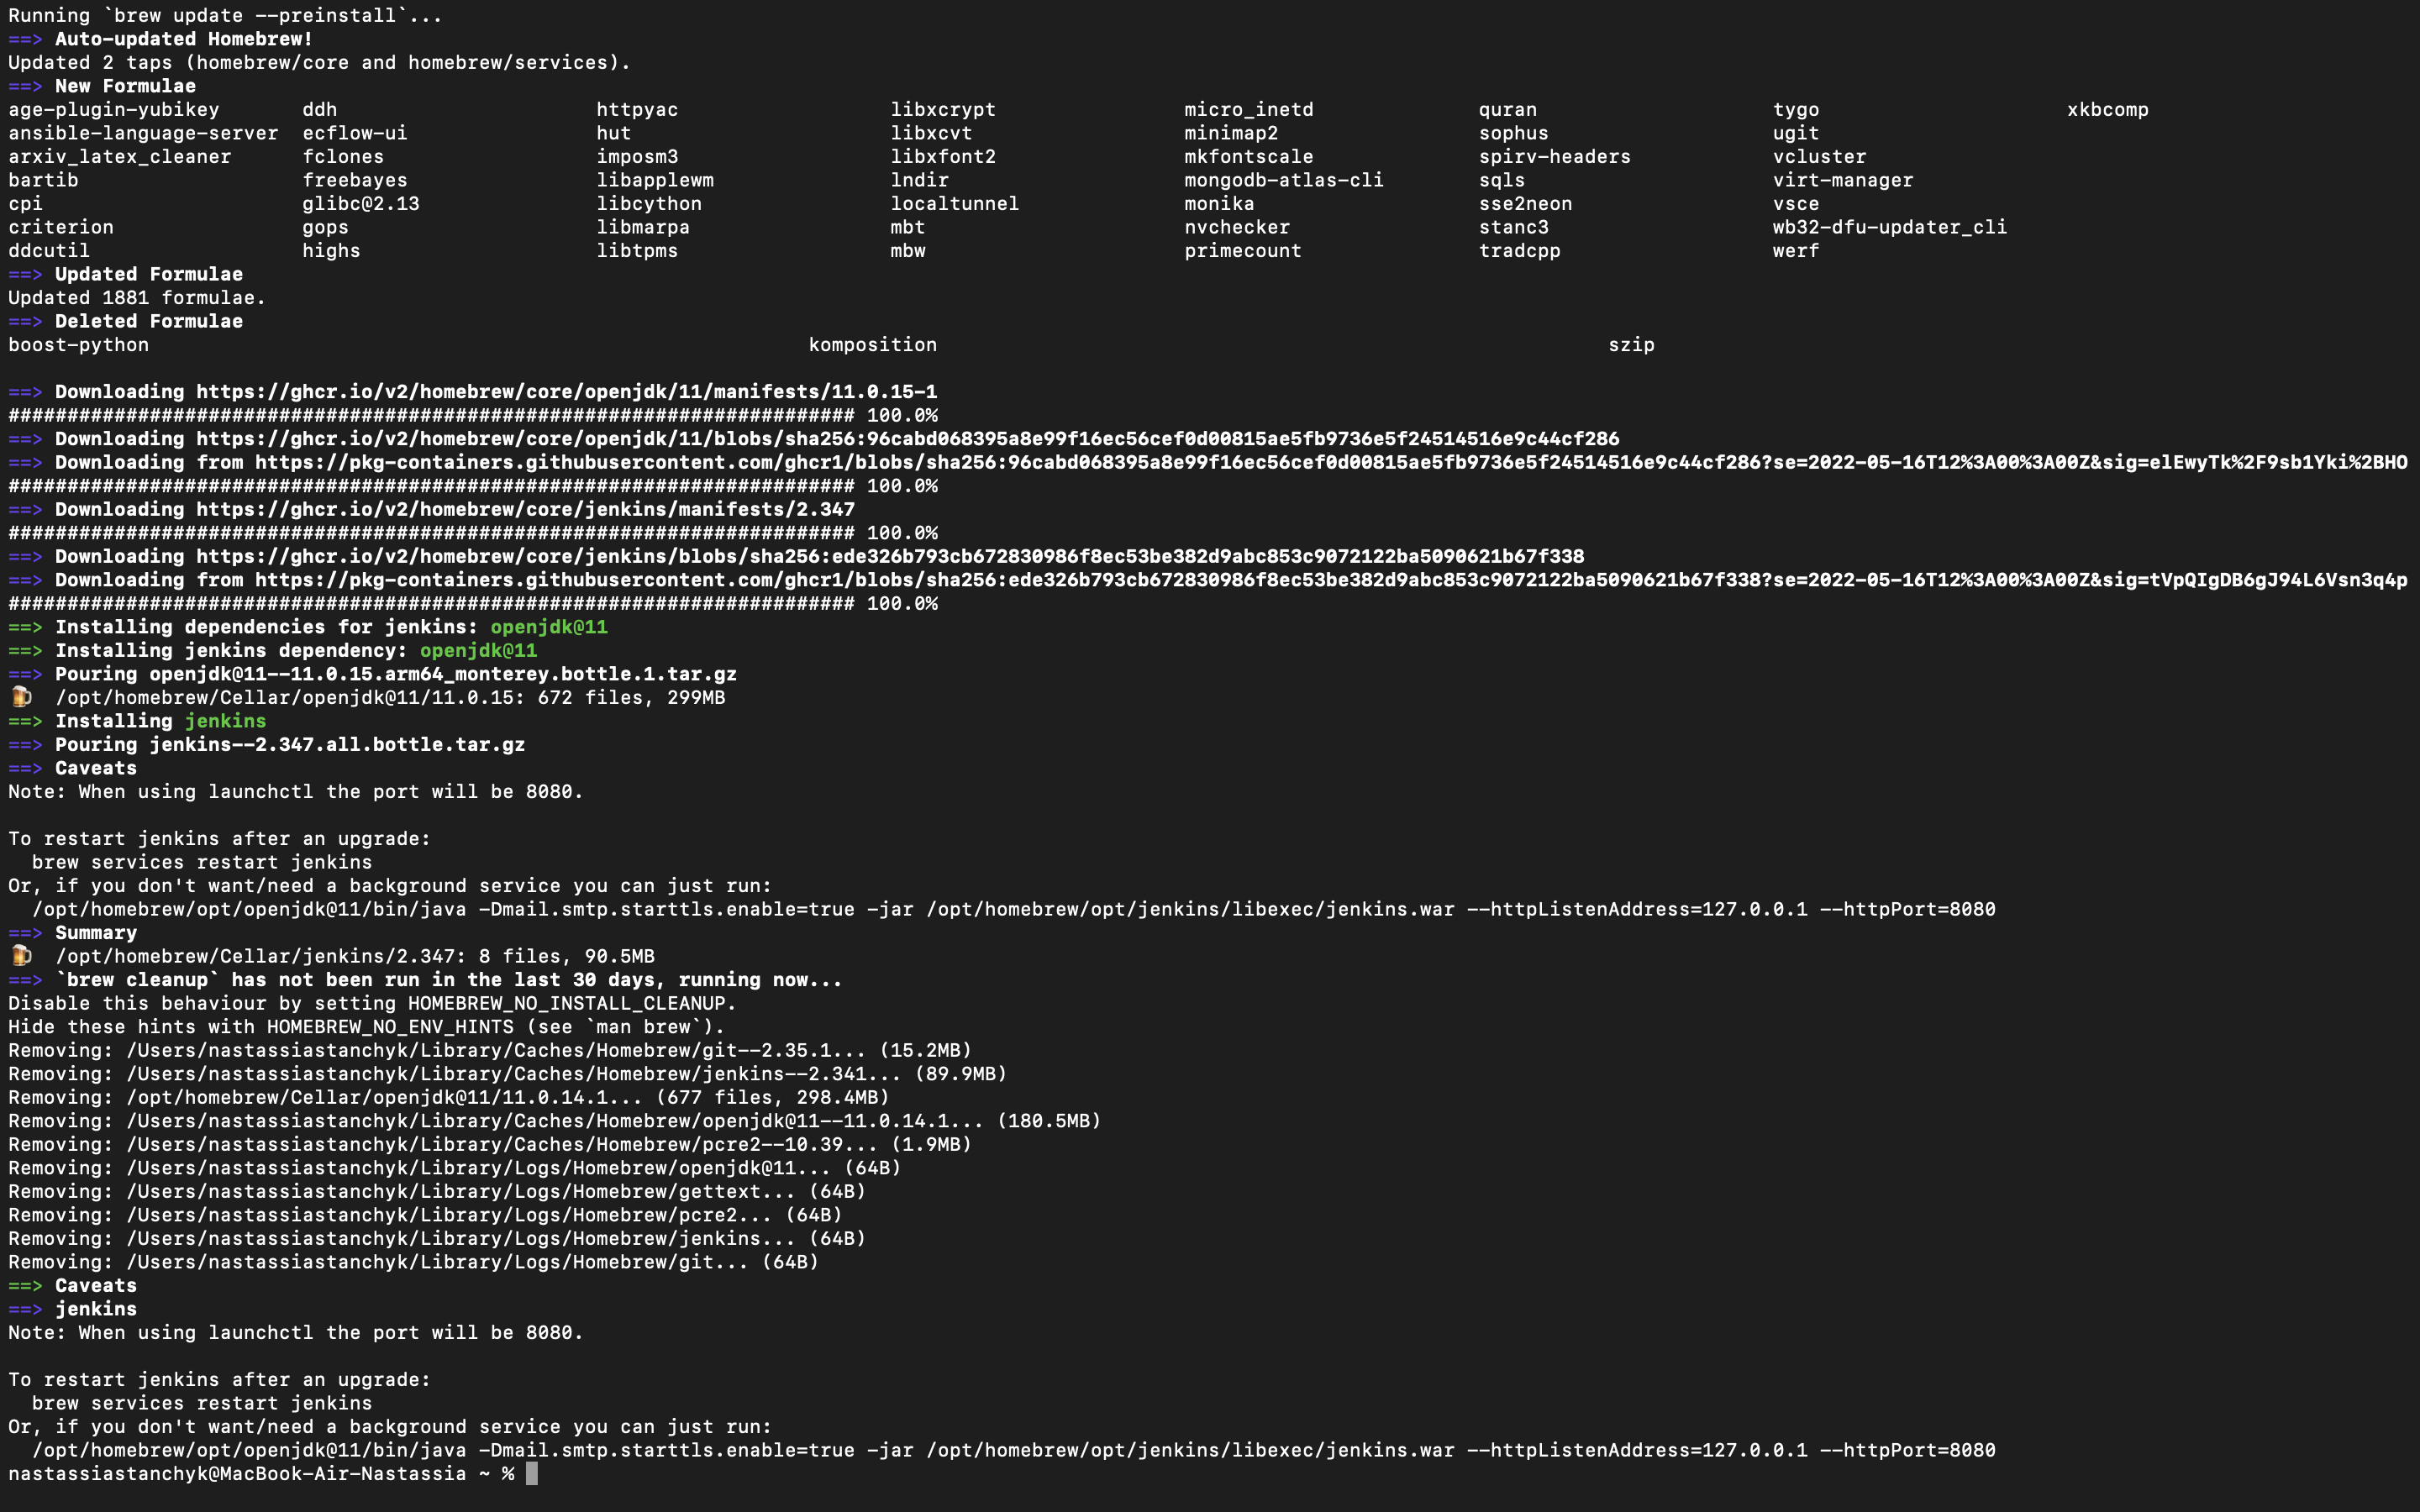 Running `brew update --preinstall`...
==> Auto-updated Homebrew!
Updated 2 taps (homebrew/core and homebrew/services).
==> New Formulae
age-plugin-yubikey ddh httpyac libxcrypt micro_inetd quran tygo xkbcomp
ansible-language-server ecflow-ui hut libxcvt minimap2 sophus ugit
arxiv_latex_cleaner fclones imposm3 libxfont2 mkfontscale spirv-headers vcluster
bartib freebayes libapplewm lndir mongodb-atlas-cli sqls virt-manager
cpi glibc@2.13 libcython localtunnel monika sse2neon vsce
criterion gops libmarpa mbt nvchecker stanc3 wb32-dfu-updater_cli
ddcutil highs libtpms mbw primecount tradcpp werf
==> Updated Formulae
Updated 1881 formulae.
==> Deleted Formulae
boost-python komposition szip
==> Downloading https://ghcr.io/v2/homebrew/core/openjdk/11/manifests/11.0.15-1
######################################################################## 100.0%
==> Downloading https://ghcr.io/v2/homebrew/core/openjdk/11/blobs/sha256:96cabd068395a8e99f16ec56cef0d00815ae5fb9736e5f24514516e9c44cf286
==> Downloading from https://pkg-containers.githubusercontent.com/ghcr1/blobs/sha256:96cabd068395a8e99f16ec56cef0d00815ae5fb9736e5f24514516e9c44cf286?se=2022-05-16T12%3A00%3A00Z&sig=elEwyTk%2F9sb1Yki%2BHO
######################################################################## 100.0%
==> Downloading https://ghcr.io/v2/homebrew/core/jenkins/manifests/2.347
######################################################################## 100.0%
==> Downloading https://ghcr.io/v2/homebrew/core/jenkins/blobs/sha256:ede326b793cb672830986f8ec53be382d9abc853c9072122ba5090621b67f338
==> Downloading from https://pkg-containers.githubusercontent.com/ghcr1/blobs/sha256:ede326b793cb672830986f8ec53be382d9abc853c9072122ba5090621b67f338?se=2022-05-16T12%3A00%3A00Z&sig=tVpQIgDB6gJ94L6Vsn3q4p
######################################################################## 100.0%
==> Installing dependencies for jenkins: openjdk@11
==> Installing jenkins dependency: openjdk@11
==> Pouring openjdk@11--11.0.15.arm64_monterey.bottle.1.tar.gz
🍺 /opt/homebrew/Cellar/openjdk@11/11.0.15: 672 files, 299MB
==> Installing jenkins
==> Pouring jenkins--2.347.all.bottle.tar.gz
==> Caveats
Note: When using launchctl the port will be 8080.
To restart jenkins after an upgrade:
brew services restart jenkins
Or, if you don't want/need a background service you can just run:
/opt/homebrew/opt/openjdk@11/bin/java -Dmail.smtp.starttls.enable=true -jar /opt/homebrew/opt/jenkins/libexec/jenkins.war --httpListenAddress=127.0.0.1 --httpPort=8080
==> Summary
🍺 /opt/homebrew/Cellar/jenkins/2.347: 8 files, 90.5MB
==> `brew cleanup` has not been run in the last 30 days, running now...
Disable this behaviour by setting HOMEBREW_NO_INSTALL_CLEANUP.
Hide these hints with HOMEBREW_NO_ENV_HINTS (see `man brew`).
Removing: /Users/nastassiastanchyk/Library/Caches/Homebrew/git--2.35.1... (15.2MB)
Removing: /Users/nastassiastanchyk/Library/Caches/Homebrew/jenkins--2.341... (89.9MB)
Removing: /opt/homebrew/Cellar/openjdk@11/11.0.14.1... (677 files, 298.4MB)
Removing: /Users/nastassiastanchyk/Library/Caches/Homebrew/openjdk@11--11.0.14.1... (180.5MB)
Removing: /Users/nastassiastanchyk/Library/Caches/Homebrew/pcre2--10.39... (1.9MB)
Removing: /Users/nastassiastanchyk/Library/Logs/Homebrew/openjdk@11... (64B)
Removing: /Users/nastassiastanchyk/Library/Logs/Homebrew/gettext... (64B)
Removing: /Users/nastassiastanchyk/Library/Logs/Homebrew/pcre2... (64B)
Removing: /Users/nastassiastanchyk/Library/Logs/Homebrew/jenkins... (64B)
Removing: /Users/nastassiastanchyk/Library/Logs/Homebrew/git... (64B)
==> Caveats
==> jenkins
Note: When using launchctl the port will be 8080.
To restart jenkins after an upgrade:
brew services restart jenkins
Or, if you don't want/need a background service you can just run:
/opt/homebrew/opt/openjdk@11/bin/java -Dmail.smtp.starttls.enable=true -jar /opt/homebrew/opt/jenkins/libexec/jenkins.war --httpListenAddress=127.0.0.1 --httpPort=8080
nastassiastanchyk@MacBook-Air-Nastassia ~ %